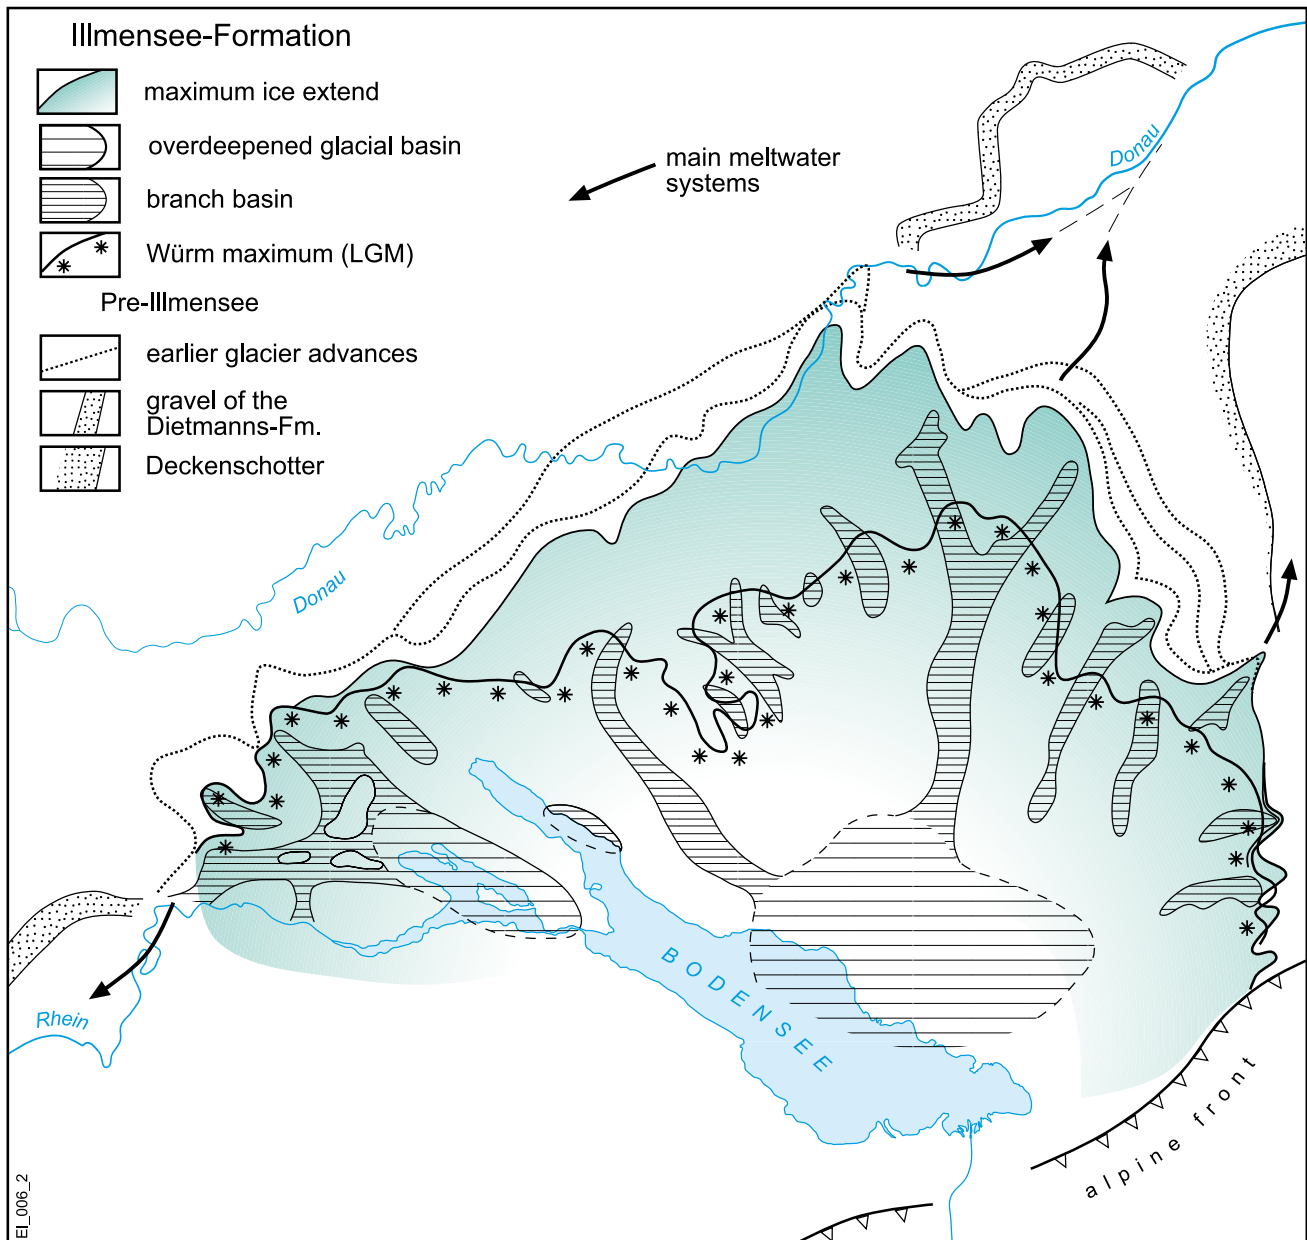 Illmensee-Formation
maximum ice extend
overdeepened glacial basin
branch basin
Würm maximum (LGM)
Pre-Illmensee
earlier glacier advances
gravel of the
Dietmanns-Fm.
Deckenschotter
main meltwater
systems
Donau
Donau
Rhein
BODENSEE
alpine front
EI_006_2